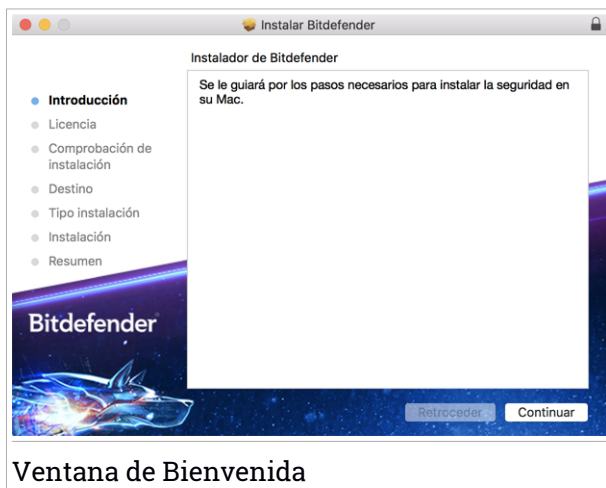 Instalar Bitdefender
Instalador de Bitdefender
Se le guiará por los pasos necesarios para instalar la seguridad en
su Mac.
Introducción
Licencia
Comprobación de
instalación
Destino
Tipo instalación
Instalación
Resumen
Bitdefender
Retroceder
Continuar
Ventana de Bienvenida